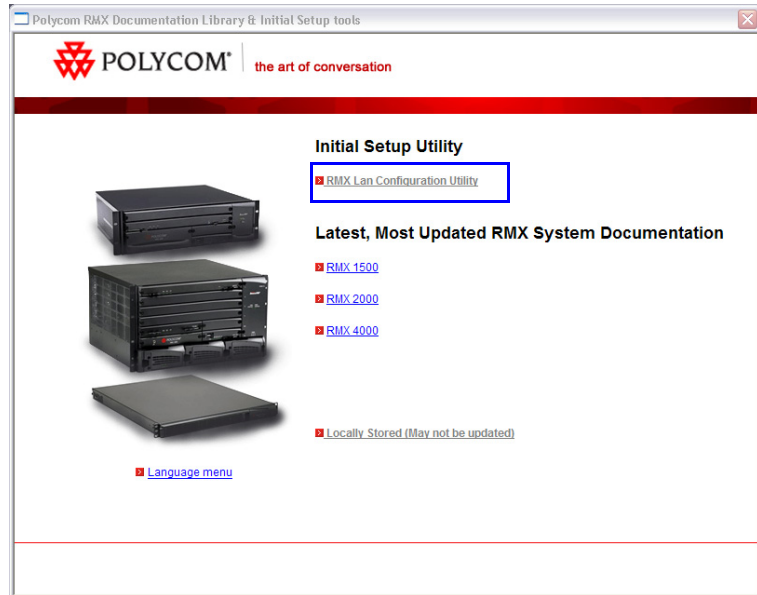 Polycom RMX Documentation Library & Initial Setup tools
POLYCOM®
the art of conversation
Initial Setup Utility
RMX Lan Configuration Utility
Latest, Most Updated RMX System Documentation
RMX 1500
RMX 2000
RMX 4000
Locally Stored (May not be updated)
Language menu